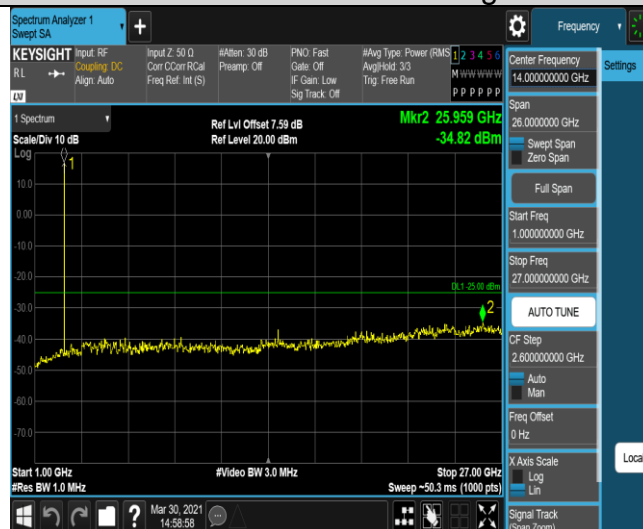 Spectrum Analyzer 1
Swept SA
+
Frequency
KEYSIGHT
RL
LXI
Input: RF
Coupling: DC
Align: Auto
Input Z: 50 Ω
Corr CCorr RCal
Freq Ref: Int (S)
#Atten: 30 dB
Preamp: Off
PNO: Fast
Gate: Off
IF Gain: Low
Sig Track: Off
#Avg Type: Power (RMS
Avg|Hold: 3/3
Trig: Free Run
1 2 3 4 5 6
M W W W W W
P P P P P P
Center Frequency
14.000000000 GHz
Settings
Span
26.0000000 GHz
Swept Span
Zero Span
Full Span
Start Freq
1.000000000 GHz
Stop Freq
27.000000000 GHz
AUTO TUNE
CF Step
2.600000000 GHz
Auto
Man
Freq Offset
0 Hz
X Axis Scale
Log
Lin
Local
Signal Track
(Span Zoom)
1 Spectrum
Scale/Div 10 dB
Log
Ref Lvl Offset 7.59 dB
Ref Level 20.00 dBm
Mkr2 25.959 GHz
-34.82 dBm
1
10.0
0.00
-10.0
-20.0
DL1 -25.00 dBm
2
-30.0
-40.0
-50.0
-60.0
-70.0
Start 1.00 GHz
#Res BW 1.0 MHz
#Video BW 3.0 MHz
Stop 27.00 GHz
Sweep ~50.3 ms (1000 pts)
?
Mar 30, 2021
14:58:58